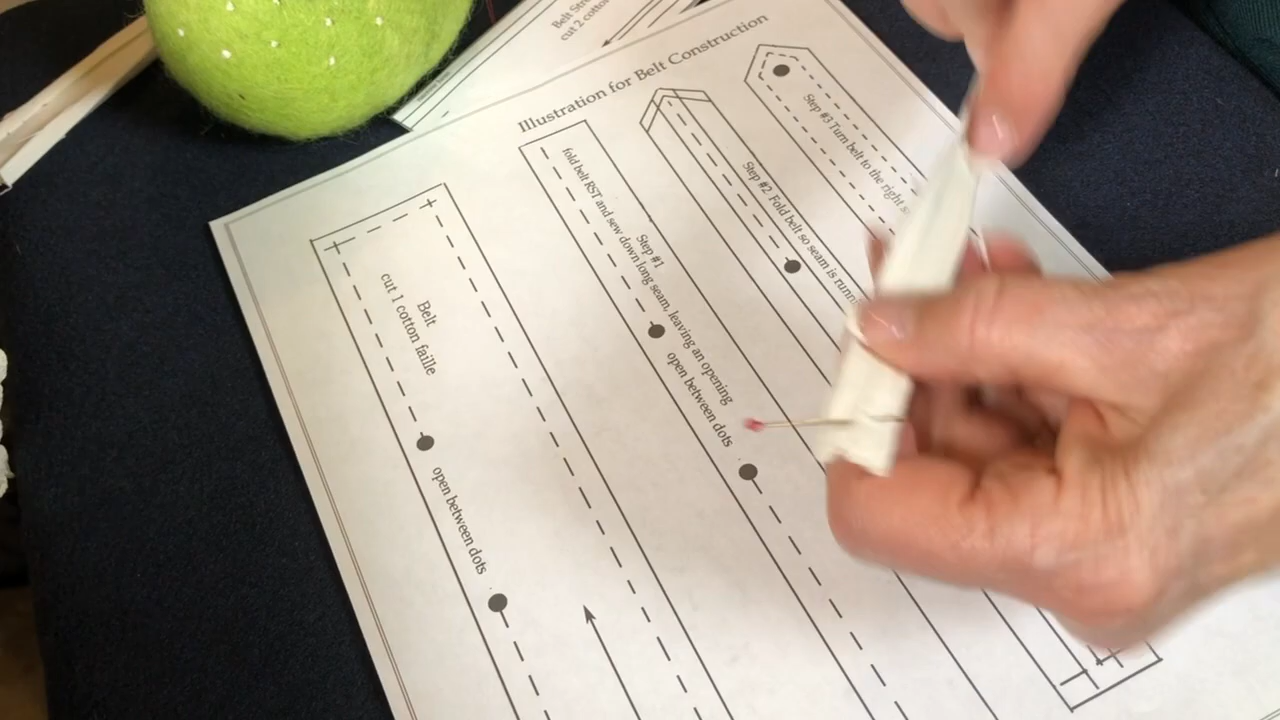 Belt Str
cut 2 cotto
Illustration for Belt Construction
Belt
cut 1 cotton faille
open between dots
Step #1
fold belt RST and sew down long seam, leaving an opening
open between dots
Step #2 Fold belt so seam is runni
Step #3 Turn belt to the right s